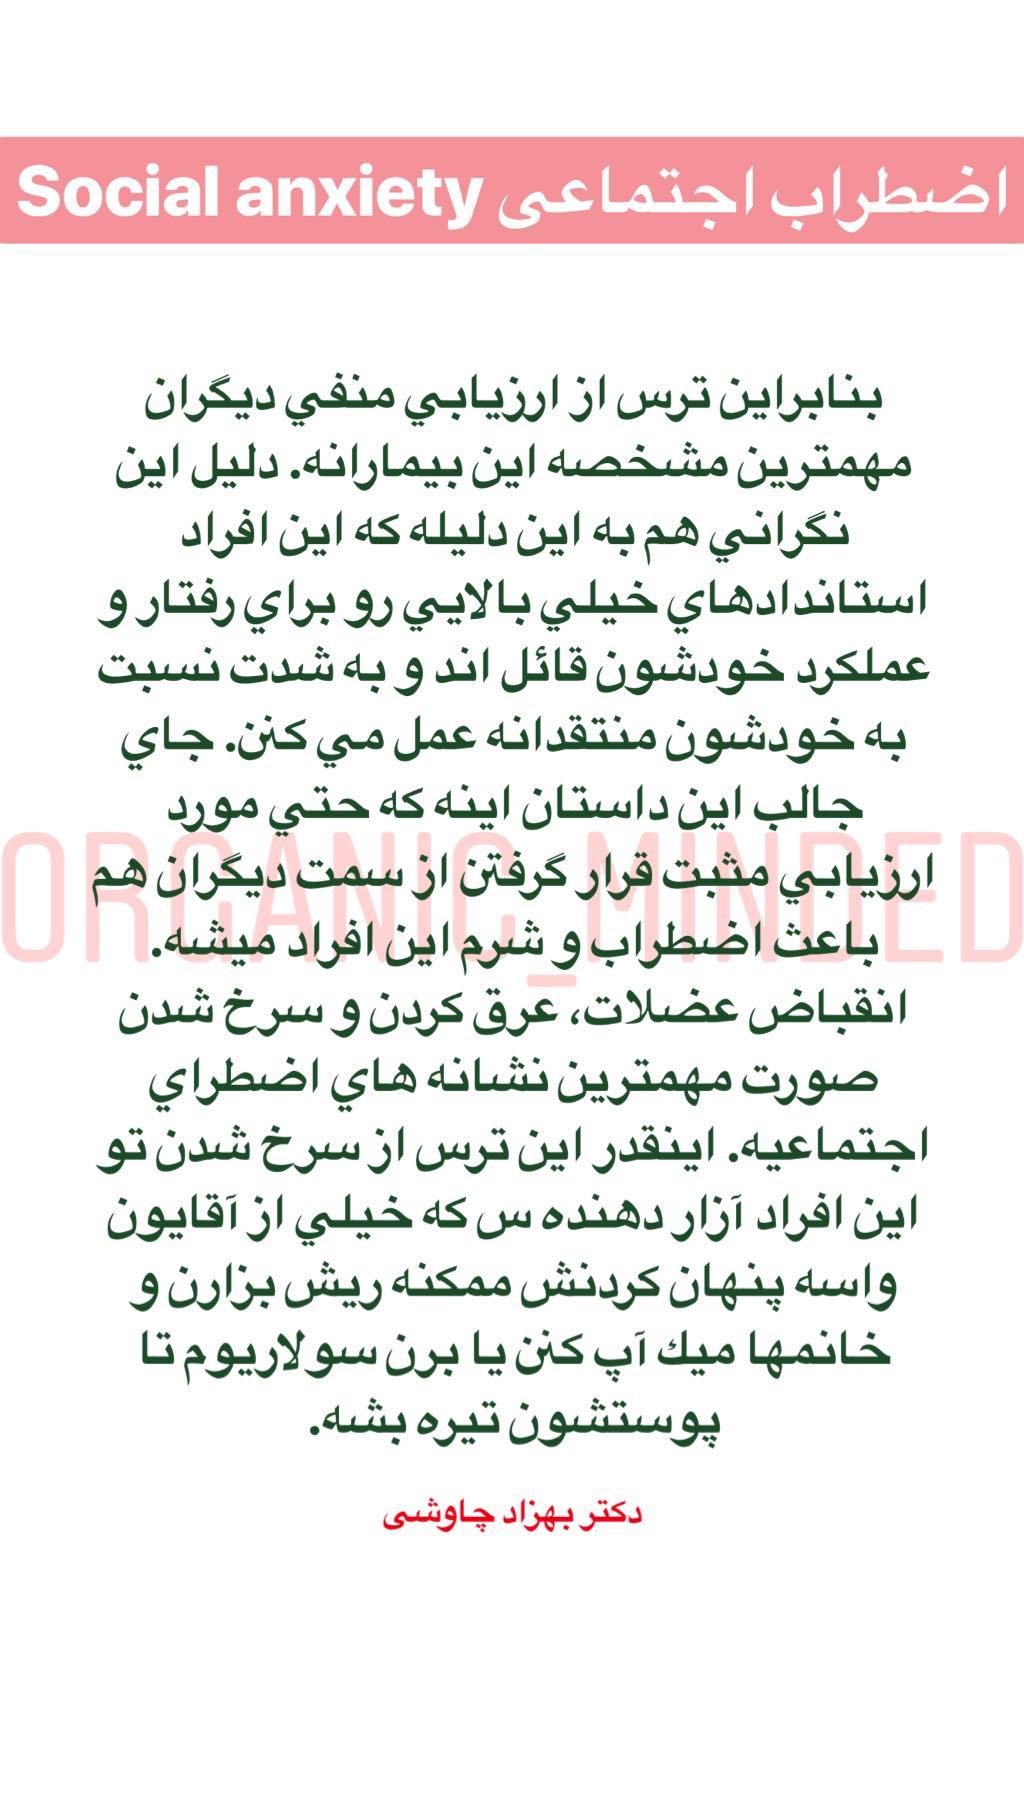 اضطراب اجتماعی Social anxiety
بنابراين ترس از ارزيابي منفي ديگران
مهمترين مشخصه اين بيمارانه. دليل اين
نگراني هم به اين دليله كه اين افراد
استاندادهاي خيلي بالايي رو براي رفتار و
عملكرد خودشون قائل اند و به شدت نسبت
به خودشون منتقدانه عمل مي كنن. جاي
جالب اين داستان اينه كه حتي مورد
ارزيابي مثبت قرار گرفتن از سمت ديگران هم
باعث اضطراب و شرم اين افراد ميشه.
انقباض عضلات، عرق كردن و سرخ شدن
صورت مهمترين نشانه هاي اضطراي
اجتماعيه. اينقدر اين ترس از سرخ شدن تو
اين افراد آزار دهنده س كه خيلي از آقايون
واسه پنهان كردنش ممكنه ريش بزارن و
خانمها ميك آپ كنن يا برن سولاريوم تا
پوستشون تيره بشه.
دکتر بهزاد چاوشی
ORGANIC_MINDED